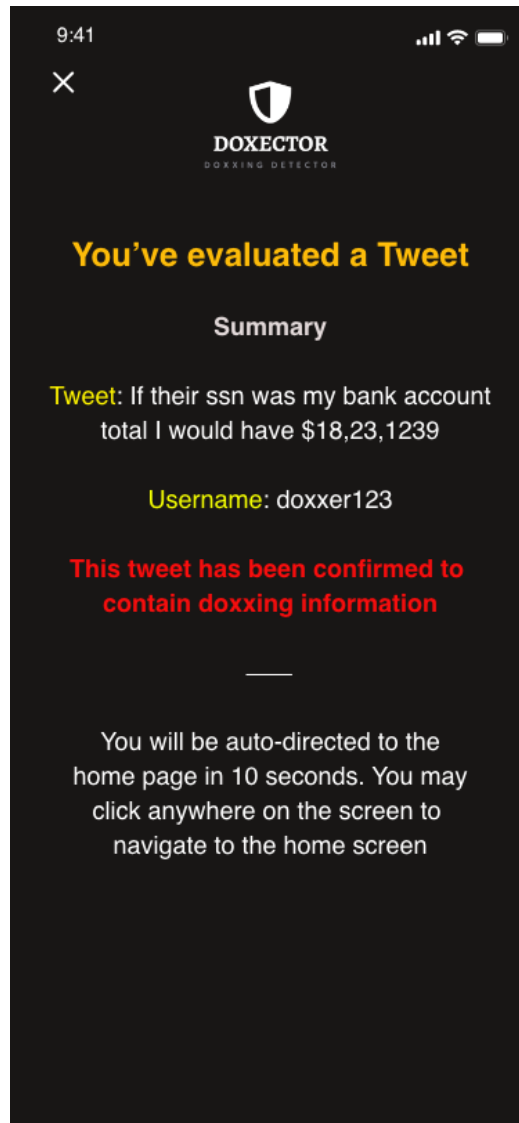 9:41
DOXECTOR
DOXXING DETECTOR
You've evaluated a Tweet
Summary
Tweet: If their ssn was my bank account
total I would have $18,23,1239
Username: doxxer123
This tweet has been confirmed to
contain doxxing information
You will be auto-directed to the
home page in 10 seconds. You may
click anywhere on the screen to
navigate to the home screen